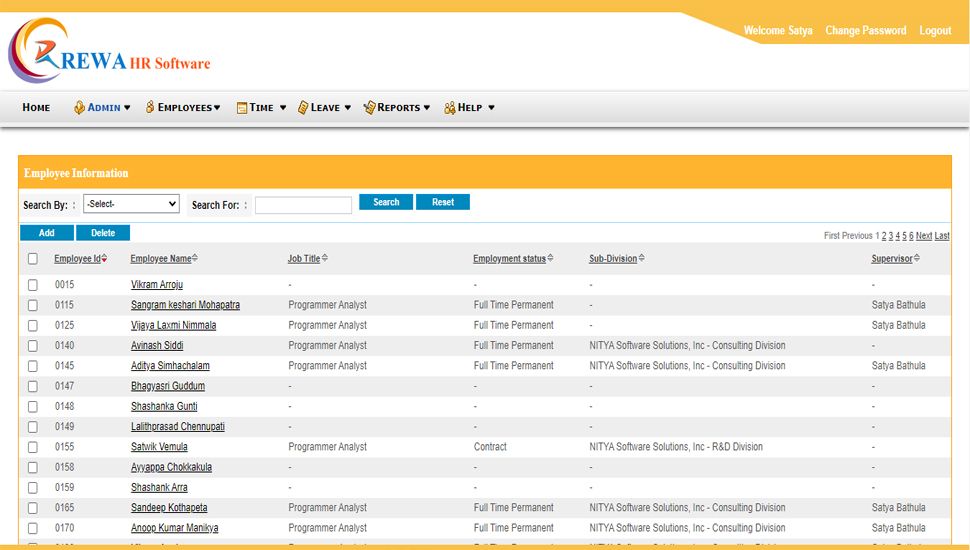 Welcome Satya Change Password Logout
REWA HR Software
HOME ADMIN EMPLOYEES TIME LEAVE REPORTS HELP
Employee Information
Search By: : -Select- Search For: : Search Reset
Add Delete First Previous 1 2 3 4 5 6 Next Last
Employee Id Employee Name Job Title Employment status Sub-Division Supervisor
0015 Vikram Arroju - - - -
0115 Sangram keshari Mohapatra Programmer Analyst Full Time Permanent - Satya Bathula
0125 Vijaya Laxmi Nimmala Programmer Analyst Full Time Permanent - Satya Bathula
0140 Avinash Siddi Programmer Analyst Full Time Permanent NITYA Software Solutions, Inc - Consulting Division -
0145 Aditya Simhachalam Programmer Analyst Full Time Permanent NITYA Software Solutions, Inc - Consulting Division Satya Bathula
0147 Bhagyasri Guddum - - - -
0148 Shashanka Gunti - - - -
0149 Lalithprasad Chennupati - - - -
0155 Satwik Vemula Programmer Analyst Contract NITYA Software Solutions, Inc - R&D Division -
0158 Ayyappa Chokkakula - - - -
0159 Shashank Arra - - - -
0165 Sandeep Kothapeta Programmer Analyst Full Time Permanent NITYA Software Solutions, Inc - Consulting Division Satya Bathula
0170 Anoop Kumar Manikya Programmer Analyst Full Time Permanent NITYA Software Solutions, Inc - Consulting Division Satya Bathula